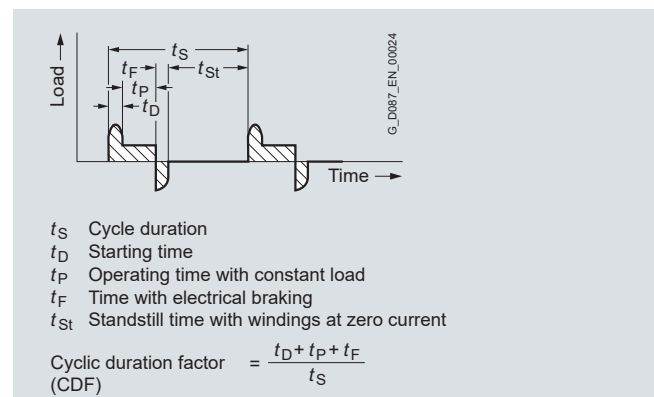 Load
tS
tF
tSt
tP
tD
G_D087_EN_00024
Time
tS Cycle duration
tD Starting time
tP Operating time with constant load
tF Time with electrical braking
tSt Standstill time with windings at zero current
Cyclic duration factor = tD + tP + tF
(CDF) tS